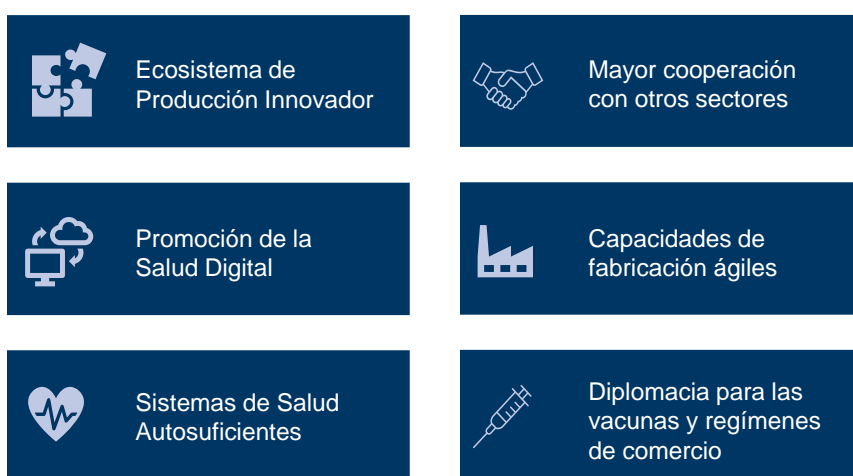 Ecosistema de
Producción Innovador
Mayor cooperación
con otros sectores
Promoción de la
Salud Digital
Capacidades de
fabricación ágiles
Sistemas de Salud
Autosuficientes
Diplomacia para las
vacunas y regímenes
de comercio